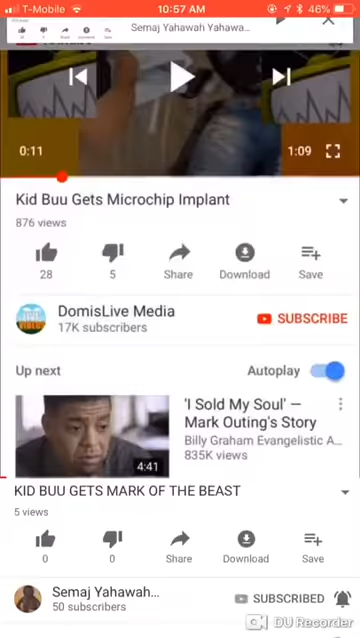 T-Mobile 10:57 AM 46%
Semaj Yahawah Yahawa...
0:11 1:09
Kid Buu Gets Microchip Implant
876 views
28 5 Share Download Save
DomisLive Media
17K subscribers
SUBSCRIBE
Up next Autoplay
'I Sold My Soul' —
Mark Outing's Story
Billy Graham Evangelistic A...
835K views
4:41
KID BUU GETS MARK OF THE BEAST
5 views
0 0 Share Download Save
Semaj Yahawah...
50 subscribers
SUBSCRIBED
DU Recorder